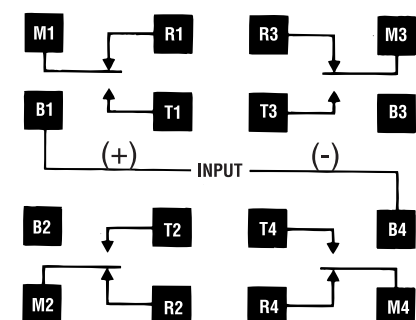 M1 R1 R3 M3
B1 T1 T3 B3
(+) INPUT (-)
B2 T2 T4 B4
M2 R2 R4 M4